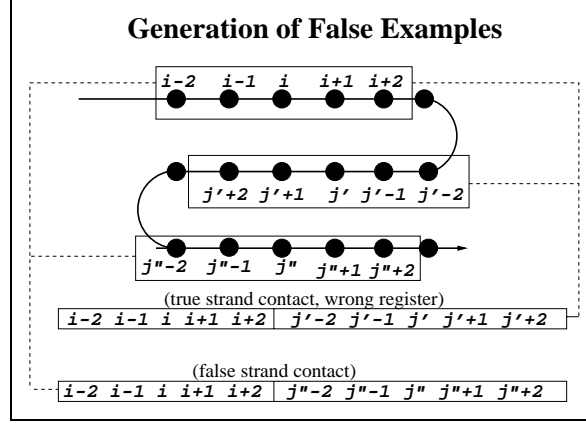 Generation of False Examples
i-2 i-1 i i+1 i+2
j'+2 j'+1 j' j'-1 j'-2
j"-2 j"-1 j" j"+1 j"+2
(true strand contact, wrong register)
i-2 i-1 i i+1 i+2 j'-2 j'-1 j' j'+1 j'+2
(false strand contact)
i-2 i-1 i i+1 i+2 j"-2 j"-1 j" j"+1 j"+2